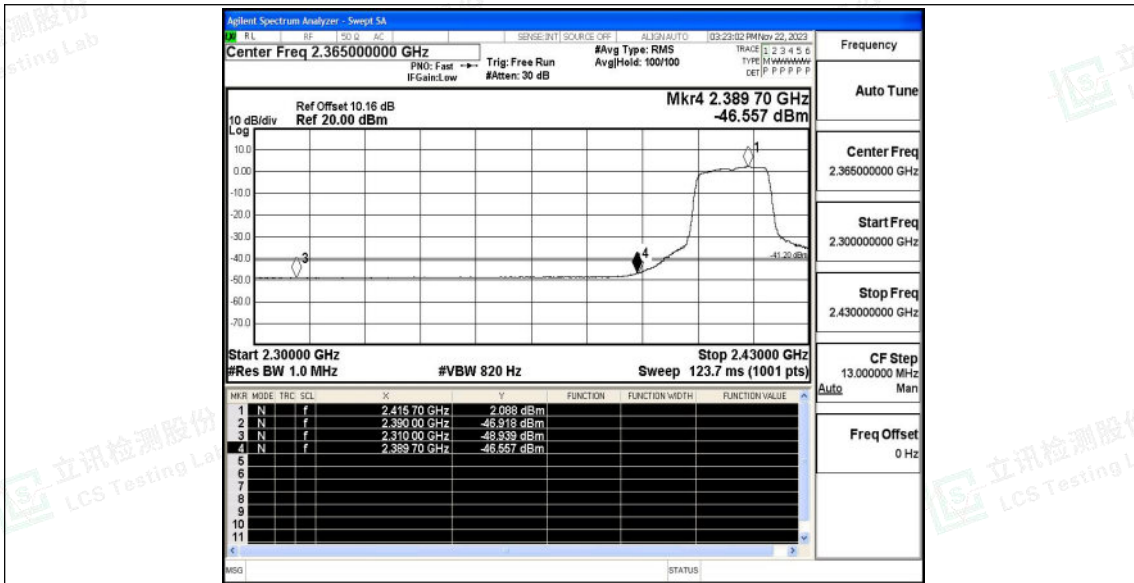 Agilent Spectrum Analyzer - Swept SA
RL RF 50 Ω AC SENSE:INT SOURCE OFF ALIGNAUTO 03:23:02 PM Nov 22, 2023
Center Freq 2.365000000 GHz
PNO: Fast
IFGain:Low
Trig: Free Run
#Atten: 30 dB
#Avg Type: RMS
Avg|Hold: 100/100
TRACE 1 2 3 4 5 6
TYPE M W W W W W
DET P P P P P P
Ref Offset 10.16 dB
10 dB/div Ref 20.00 dBm
Log
Mkr4 2.389 70 GHz
-46.557 dBm
10.0
0.00
-10.0
-20.0
-30.0
-40.0
-50.0
-60.0
-70.0
1
3
4
-41.20 dBm
Start 2.30000 GHz Stop 2.43000 GHz
#Res BW 1.0 MHz #VBW 820 Hz Sweep 123.7 ms (1001 pts)
MKR MODE TRC SCL X Y FUNCTION FUNCTION WIDTH FUNCTION VALUE
1 N f 2.415 70 GHz 2.088 dBm
2 N f 2.390 00 GHz -46.918 dBm
3 N f 2.310 00 GHz -48.939 dBm
4 N f 2.389 70 GHz -46.557 dBm
5
6
7
8
9
10
11
MSG STATUS
Frequency
Auto Tune
Center Freq
2.365000000 GHz
Start Freq
2.300000000 GHz
Stop Freq
2.430000000 GHz
CF Step
13.000000 MHz
Auto Man
Freq Offset
0 Hz
立讯检测股份
LCS Testing Lab
立讯检测股份
LCS Testing L